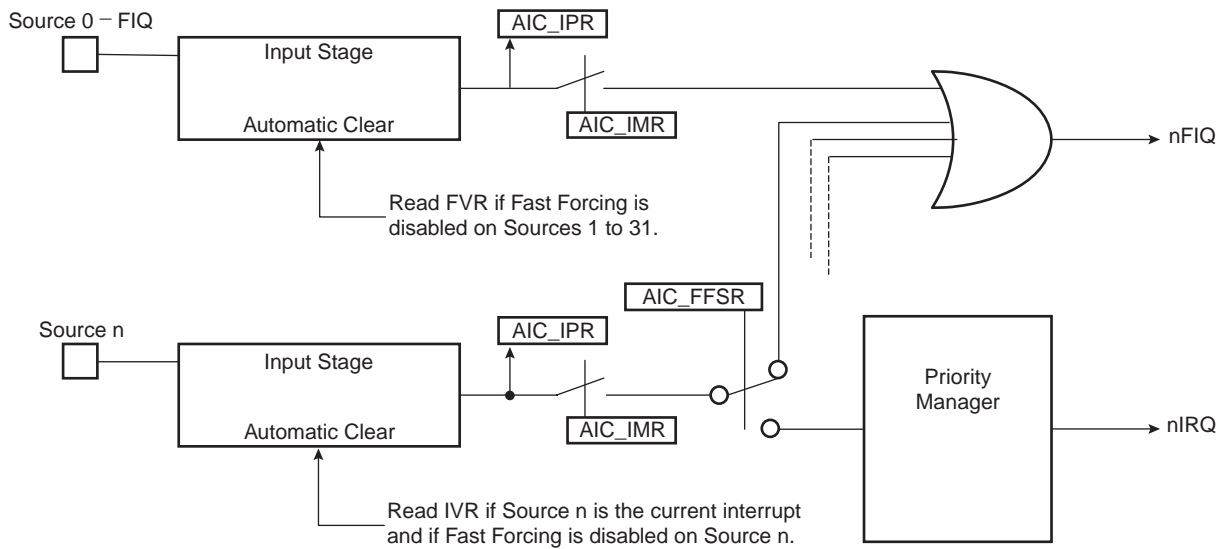 Source 0 – FIQ
AIC_IPR
Input Stage
Automatic Clear
AIC_IMR
nFIQ
Read FVR if Fast Forcing is
disabled on Sources 1 to 31.
AIC_FFSR
Source n
AIC_IPR
Input Stage
Priority
Manager
Automatic Clear
AIC_IMR
nIRQ
Read IVR if Source n is the current interrupt
and if Fast Forcing is disabled on Source n.